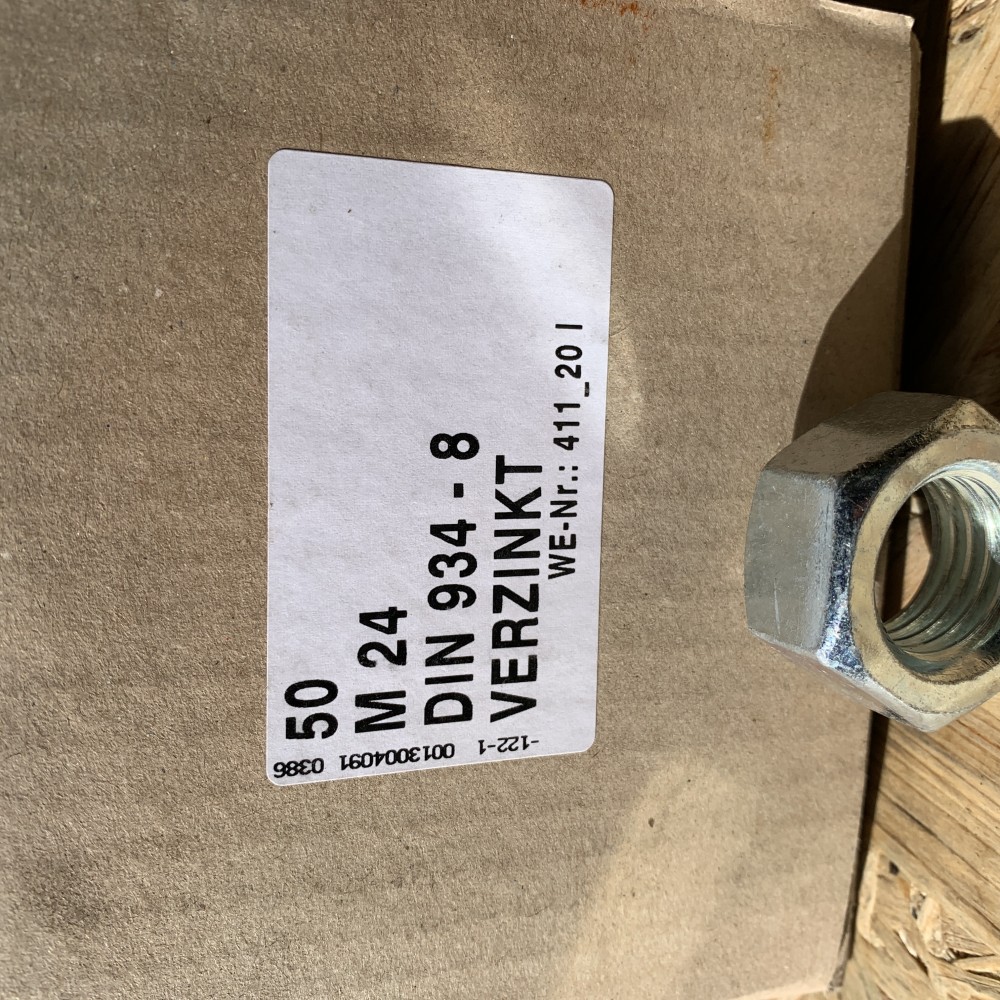 50
M 24
DIN 934 - 8
VERZINKT
WE-Nr.: 411_20 I
-122-1 0013004091 0386